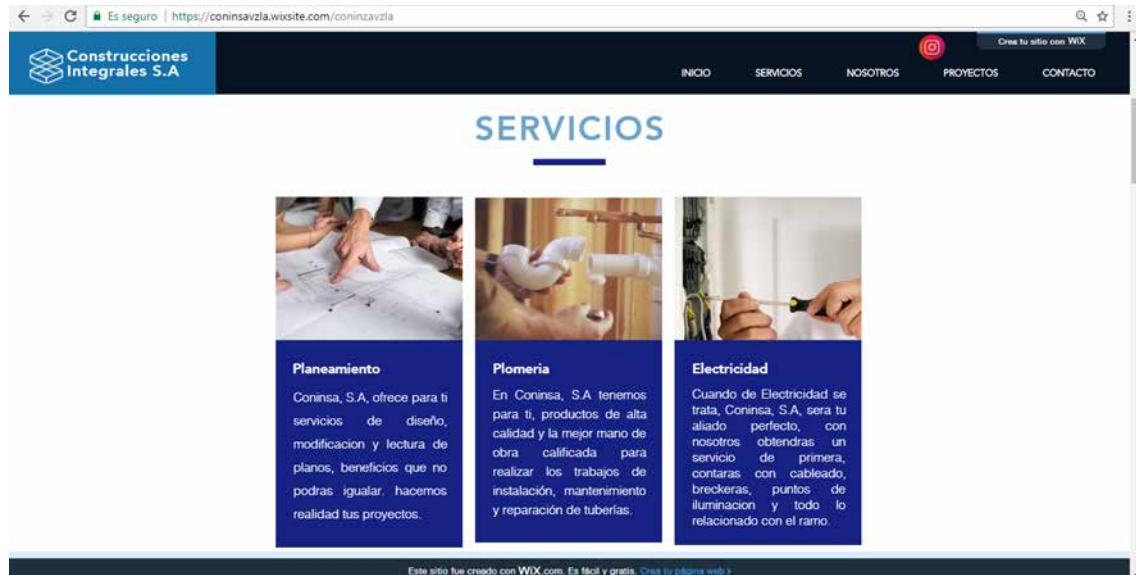 Es seguro | https://coninsavzla.wixsite.com/coninzavzla
Construcciones
Integrales S.A
Crea tu sitio con WiX
INICIO SERVICIOS NOSOTROS PROYECTOS CONTACTO
SERVICIOS
Planeamiento
Coninsa, S.A, ofrece para ti
servicios de diseño,
modificacion y lectura de
planos, beneficios que no
podras igualar. hacemos
realidad tus proyectos.
Plomeria
En Coninsa, S.A tenemos
para ti, productos de alta
calidad y la mejor mano de
obra calificada para
realizar los trabajos de
instalación, mantenimiento
y reparación de tuberías.
Electricidad
Cuando de Electricidad se
trata, Coninsa, S.A, sera tu
aliado perfecto, con
nosotros obtendras un
servicio de primera,
contaras con cableado,
breckeras, puntos de
iluminacion y todo lo
relacionado con el ramo.
Este sitio fue creado con WiX.com. Es fácil y gratis. Crea tu página web >